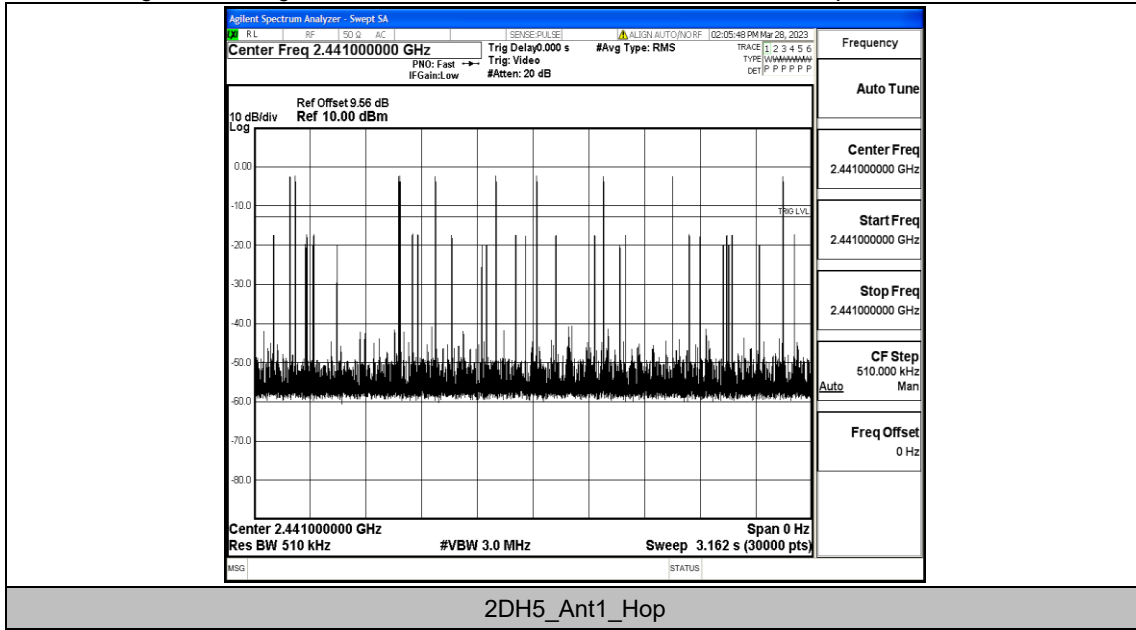 Agilent Spectrum Analyzer - Swept SA
RL RF 50 Ω AC SENSE:PULSE ALIGN AUTO/NO RF 02:05:48 PM Mar 28, 2023
Center Freq 2.441000000 GHz
PNO: Fast
IFGain:Low
Trig Delay0.000 s
Trig: Video
#Atten: 20 dB
#Avg Type: RMS
TRACE 1 2 3 4 5 6
TYPE WWWWWW
DET P P P P P P
Ref Offset 9.56 dB
10 dB/div Ref 10.00 dBm
Log
0.00
-10.0
TRIG LVL
-20.0
-30.0
-40.0
-50.0
-60.0
-70.0
-80.0
Center 2.441000000 GHz Span 0 Hz
Res BW 510 kHz #VBW 3.0 MHz Sweep 3.162 s (30000 pts)
MSG STATUS
Frequency
Auto Tune
Center Freq
2.441000000 GHz
Start Freq
2.441000000 GHz
Stop Freq
2.441000000 GHz
CF Step
510.000 kHz
Auto Man
Freq Offset
0 Hz
2DH5_Ant1_Hop